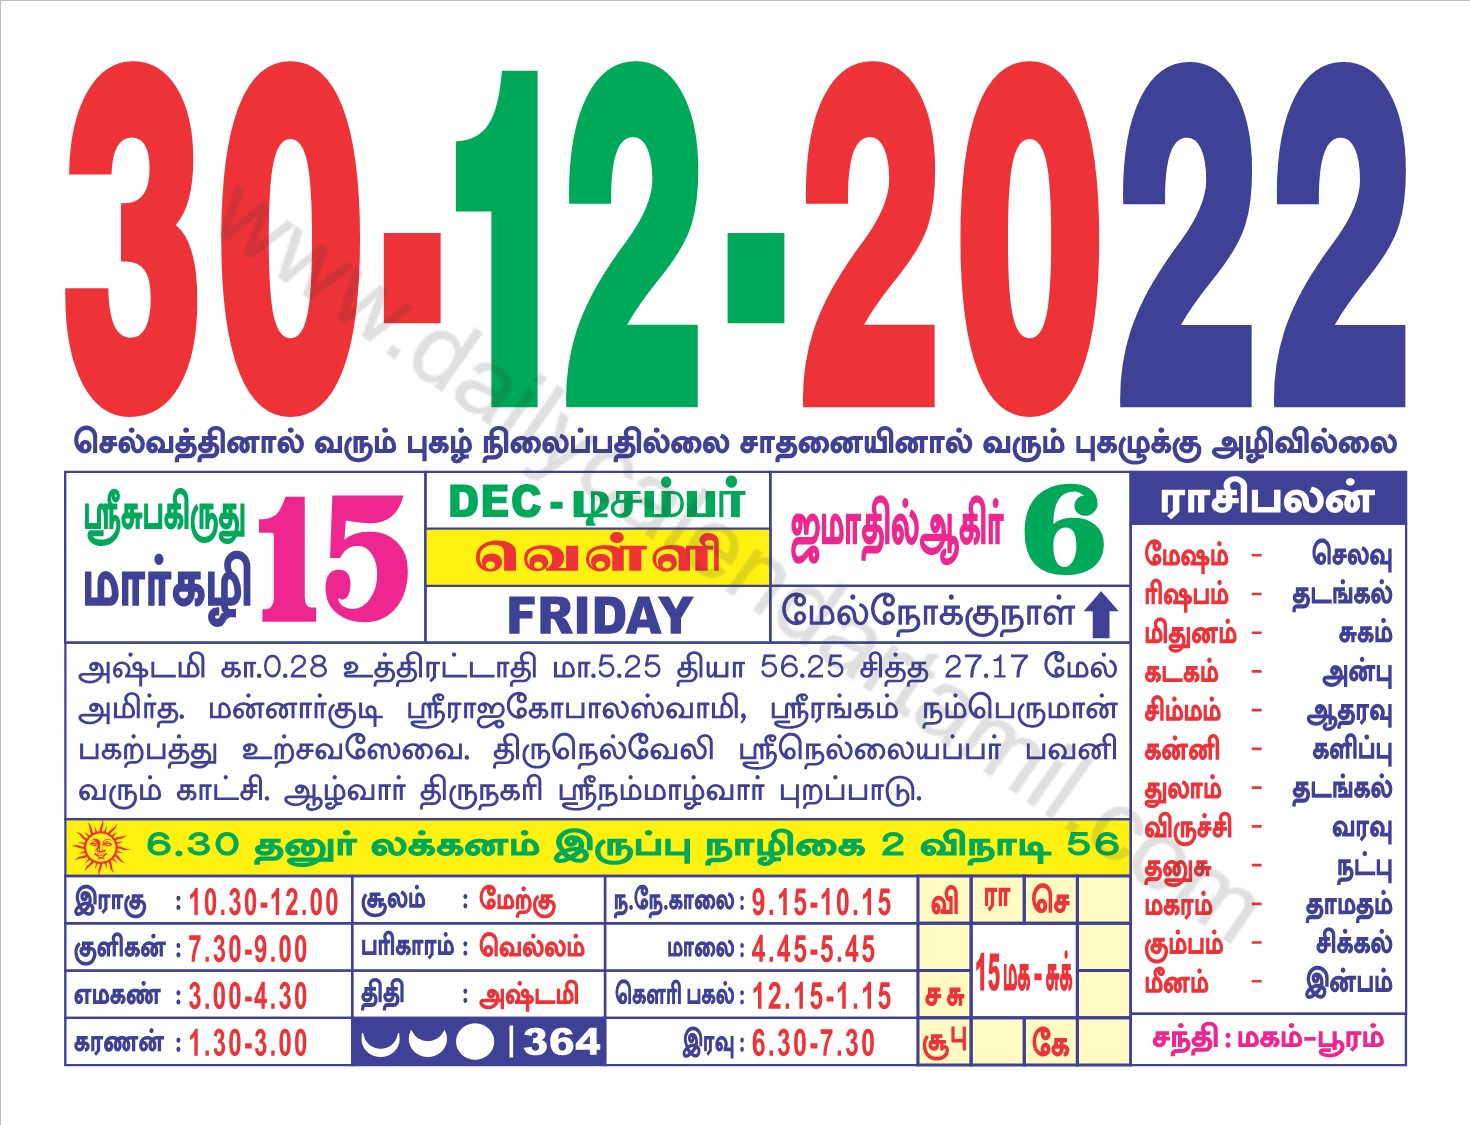 30-12-2022
செல்வத்தினால் வரும் புகழ் நிலைப்பதில்லை சாதனையினால் வரும் புகழுக்கு அழிவில்லை
ஸ்ரீசுபகிருது
மார்கழி 15
DEC - டிசம்பர்
வெள்ளி
FRIDAY
ஜமாதில்ஆகிர் 6
மேல்நோக்குநாள்
அஷ்டமி கா.0.28 உத்திரட்டாதி மா.5.25 தியா 56.25 சித்த 27.17 மேல்
அமிர்த. மன்னார்குடி ஸ்ரீராஜகோபாலஸ்வாமி, ஸ்ரீரங்கம் நம்பெருமான்
பகற்பத்து உற்சவஸேவை. திருநெல்வேலி ஸ்ரீநெல்லையப்பர் பவனி
வரும் காட்சி. ஆழ்வார் திருநகரி ஸ்ரீநம்மாழ்வார் புறப்பாடு.
6.30 தனுர் லக்கனம் இருப்பு நாழிகை 2 விநாடி 56
இராகு : 10.30-12.00
குளிகன் : 7.30-9.00
எமகண் : 3.00-4.30
கரணன் : 1.30-3.00
சூலம் : மேற்கு
பரிகாரம் : வெல்லம்
திதி : அஷ்டமி
364
ந.நே.காலை : 9.15-10.15
மாலை : 4.45-5.45
கௌரி பகல் : 12.15-1.15
இரவு : 6.30-7.30
வி ரா செ
15 மக - சுக்
ச சு
சூ பு கே
ராசிபலன்
மேஷம் - செலவு
ரிஷபம் - தடங்கல்
மிதுனம் - சுகம்
கடகம் - அன்பு
சிம்மம் - ஆதரவு
கன்னி - களிப்பு
துலாம் - தடங்கல்
விருச்சி - வரவு
தனுசு - நட்பு
மகரம் - தாமதம்
கும்பம் - சிக்கல்
மீனம் - இன்பம்
சந்தி : மகம்-பூரம்
www.dailycalendartamil.com